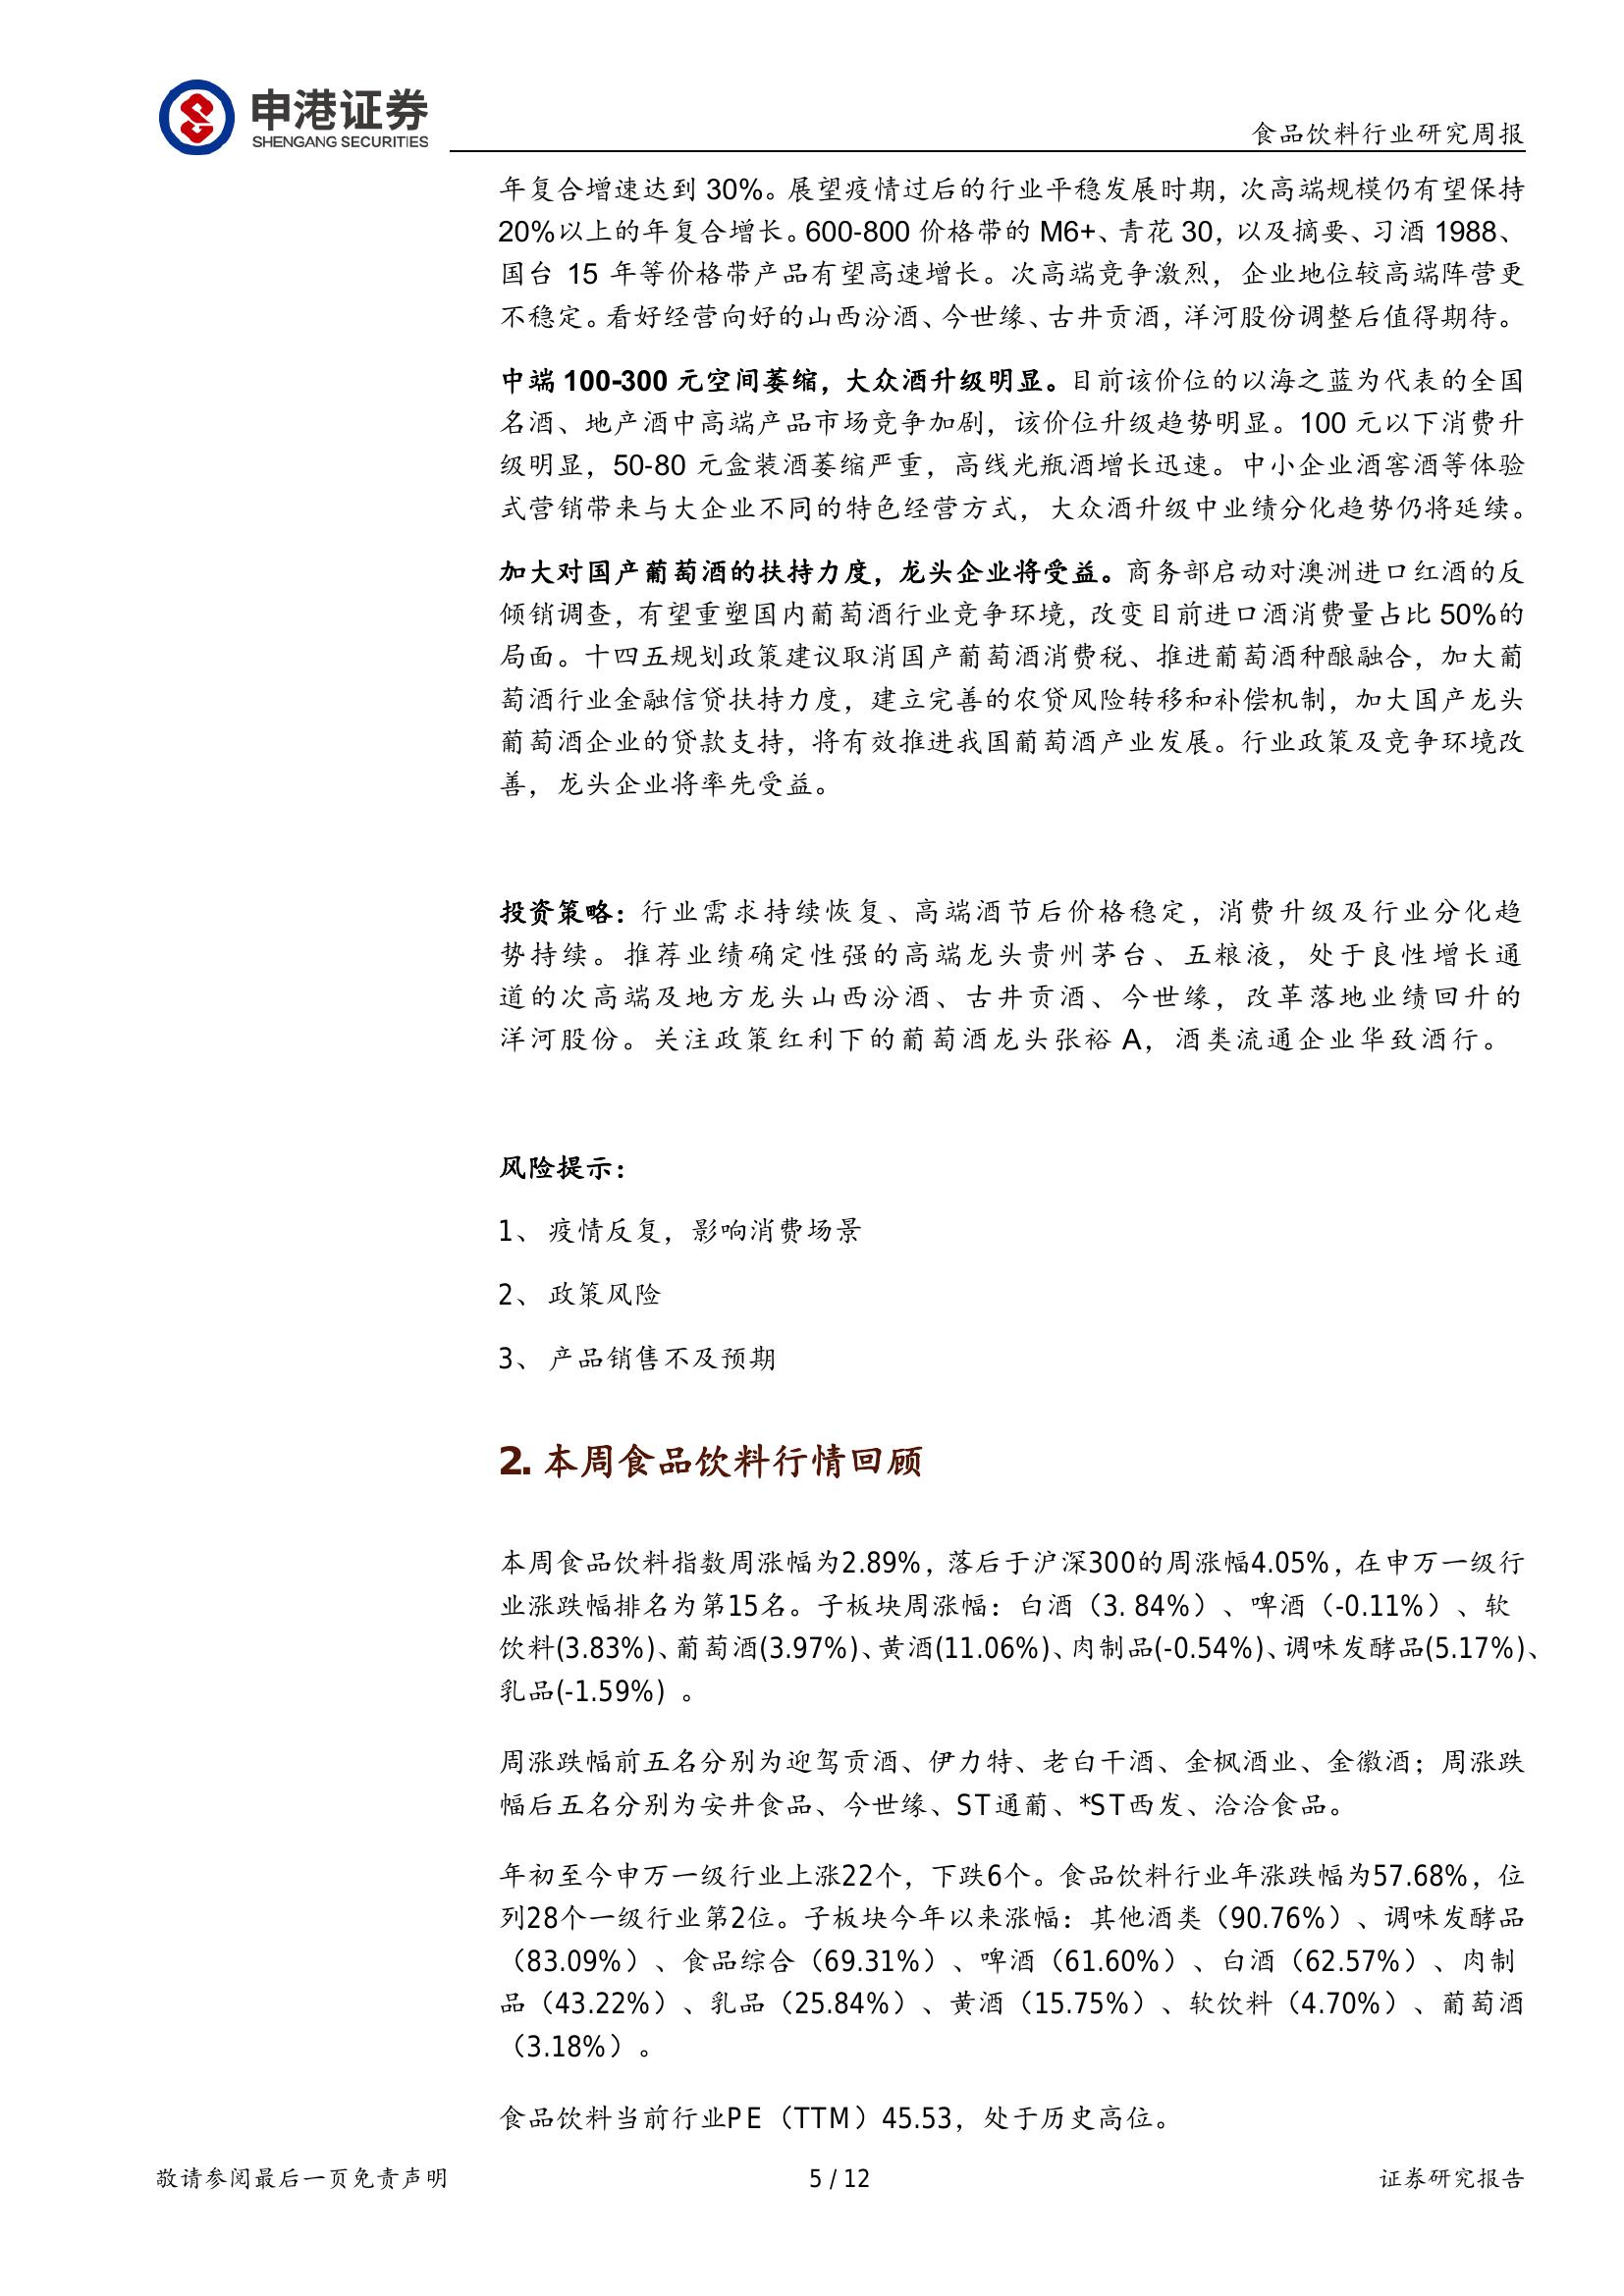 申港证券
SHENGANG SECURITIES
食品饮料行业研究周报
年复合增速达到 30%。展望疫情过后的行业平稳发展时期，次高端规模仍有望保持
20%以上的年复合增长。600-800 价格带的 M6+、青花 30，以及摘要、习酒 1988、
国台 15 年等价格带产品有望高速增长。次高端竞争激烈，企业地位较高端阵营更
不稳定。看好经营向好的山西汾酒、今世缘、古井贡酒，洋河股份调整后值得期待。
中端 100-300 元空间萎缩，大众酒升级明显。目前该价位的以海之蓝为代表的全国
名酒、地产酒中高端产品市场竞争加剧，该价位升级趋势明显。100 元以下消费升
级明显，50-80 元盒装酒萎缩严重，高线光瓶酒增长迅速。中小企业酒窖酒等体验
式营销带来与大企业不同的特色经营方式，大众酒升级中业绩分化趋势仍将延续。
加大对国产葡萄酒的扶持力度，龙头企业将受益。商务部启动对澳洲进口红酒的反
倾销调查，有望重塑国内葡萄酒行业竞争环境，改变目前进口酒消费量占比 50%的
局面。十四五规划政策建议取消国产葡萄酒消费税、推进葡萄酒种酿融合，加大葡
萄酒行业金融信贷扶持力度，建立完善的农贷风险转移和补偿机制，加大国产龙头
葡萄酒企业的贷款支持，将有效推进我国葡萄酒产业发展。行业政策及竞争环境改
善，龙头企业将率先受益。
投资策略：行业需求持续恢复、高端酒节后价格稳定，消费升级及行业分化趋
势持续。推荐业绩确定性强的高端龙头贵州茅台、五粮液，处于良性增长通
道的次高端及地方龙头山西汾酒、古井贡酒、今世缘，改革落地业绩回升的
洋河股份。关注政策红利下的葡萄酒龙头张裕 A，酒类流通企业华致酒行。
风险提示：
1、 疫情反复，影响消费场景
2、 政策风险
3、 产品销售不及预期
2. 本周食品饮料行情回顾
本周食品饮料指数周涨幅为2.89%，落后于沪深300的周涨幅4.05%，在申万一级行
业涨跌幅排名为第15名。子板块周涨幅：白酒（3. 84%）、啤酒（-0.11%）、软
饮料(3.83%)、葡萄酒(3.97%)、黄酒(11.06%)、肉制品(-0.54%)、调味发酵品(5.17%)、
乳品(-1.59%) 。
周涨跌幅前五名分别为迎驾贡酒、伊力特、老白干酒、金枫酒业、金徽酒；周涨跌
幅后五名分别为安井食品、今世缘、ST通葡、*ST西发、洽洽食品。
年初至今申万一级行业上涨22个，下跌6个。食品饮料行业年涨跌幅为57.68%，位
列28个一级行业第2位。子板块今年以来涨幅：其他酒类（90.76%）、调味发酵品
（83.09%）、食品综合（69.31%）、啤酒（61.60%）、白酒（62.57%）、肉制
品（43.22%）、乳品（25.84%）、黄酒（15.75%）、软饮料（4.70%）、葡萄酒
（3.18%）。
食品饮料当前行业PE（TTM）45.53，处于历史高位。
敬请参阅最后一页免责声明
5 / 12
证券研究报告